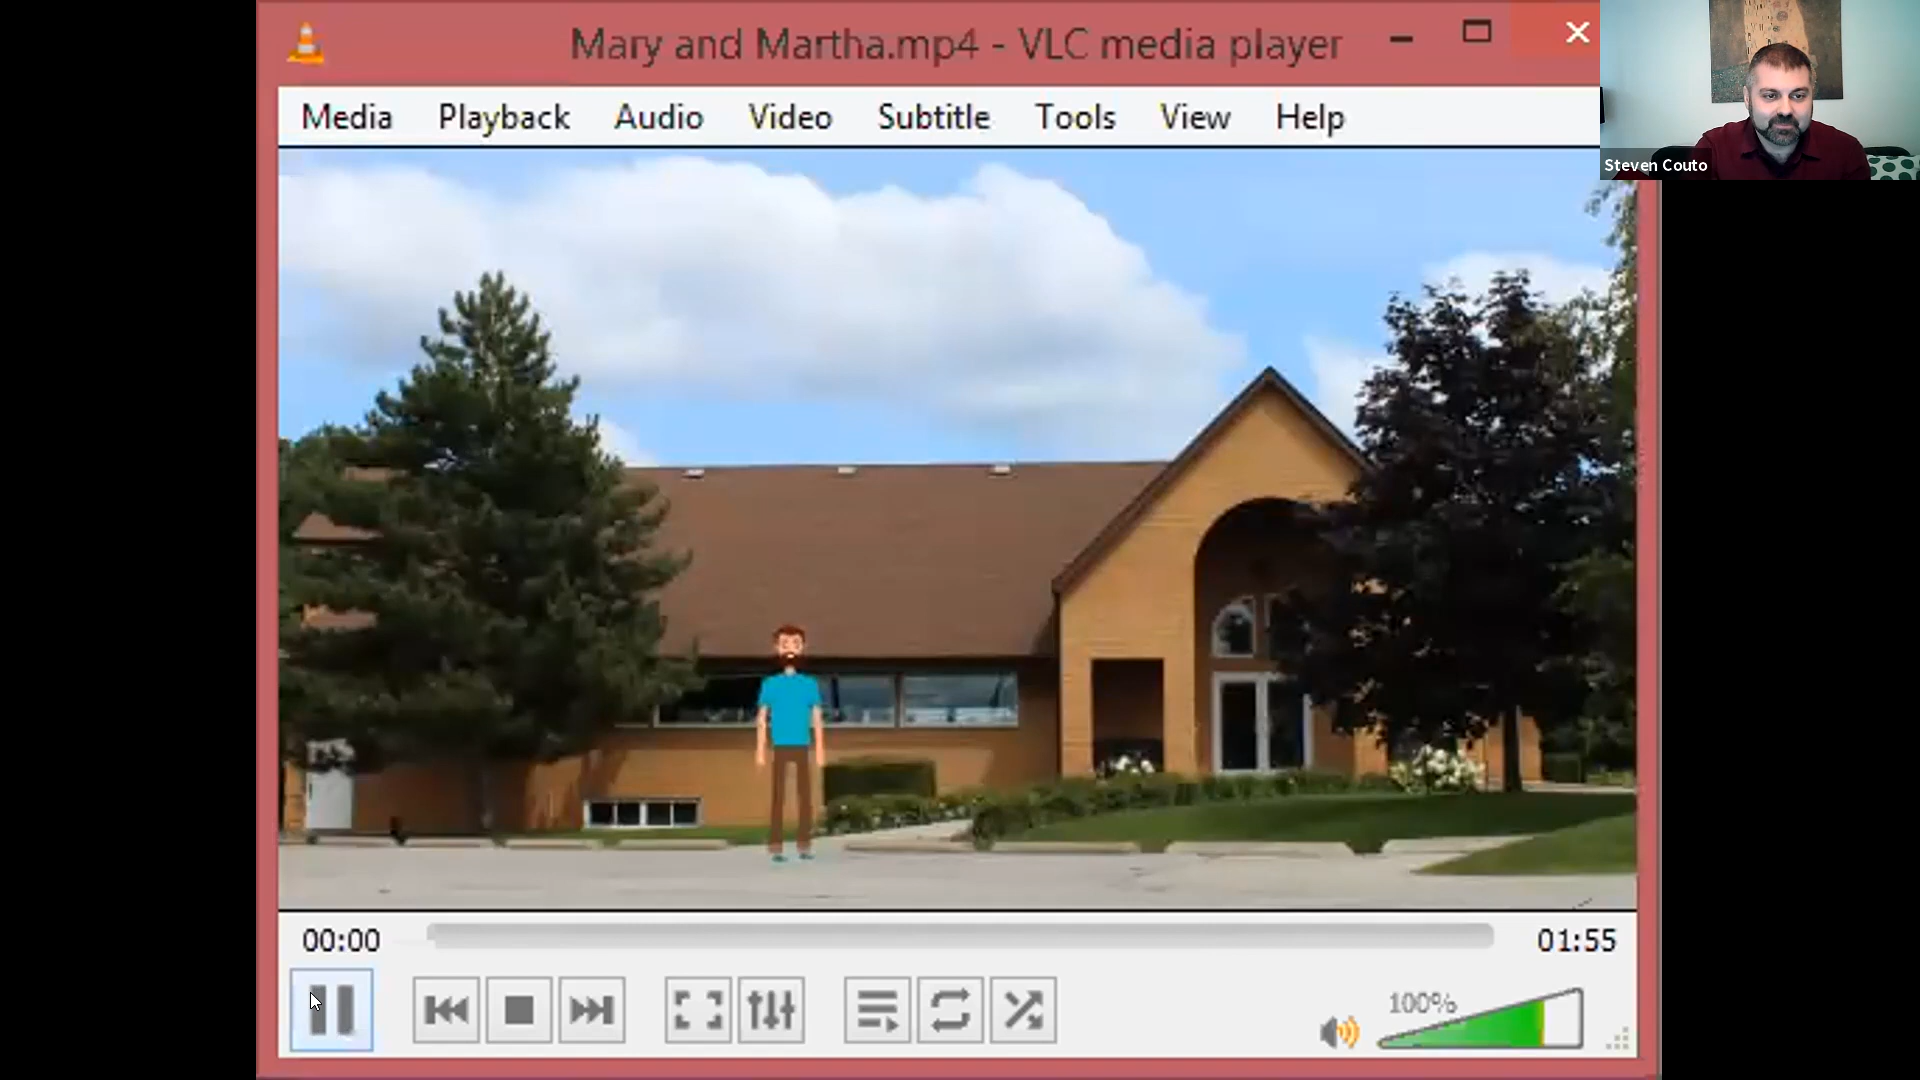 Mary and Martha.mp4 - VLC media player
Media Playback Audio Video Subtitle Tools View Help
Steven Couto
00:00
01:55
100%